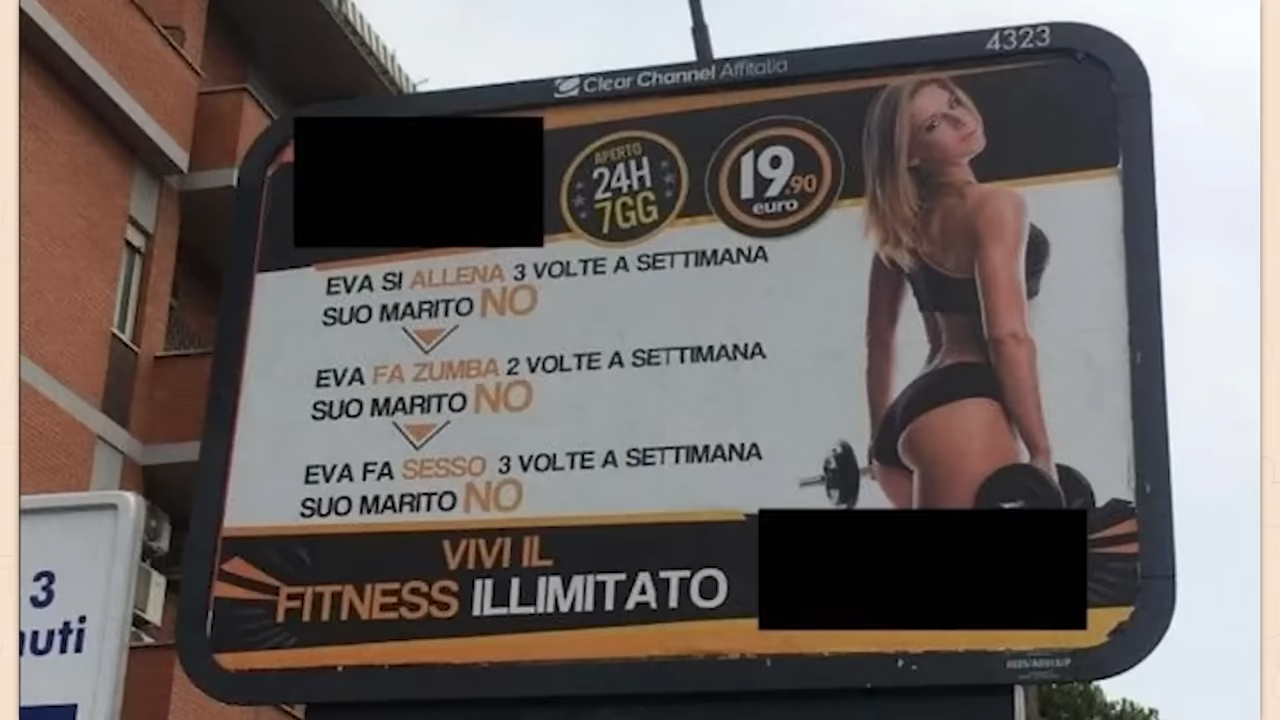 4323
Clear Channel Affitalia
APERTO
24H
7GG
19.90
euro
EVA SI ALLENA 3 VOLTE A SETTIMANA
SUO MARITO NO
EVA FA ZUMBA 2 VOLTE A SETTIMANA
SUO MARITO NO
EVA FA SESSO 3 VOLTE A SETTIMANA
SUO MARITO NO
VIVI IL
FITNESS ILLIMITATO
3